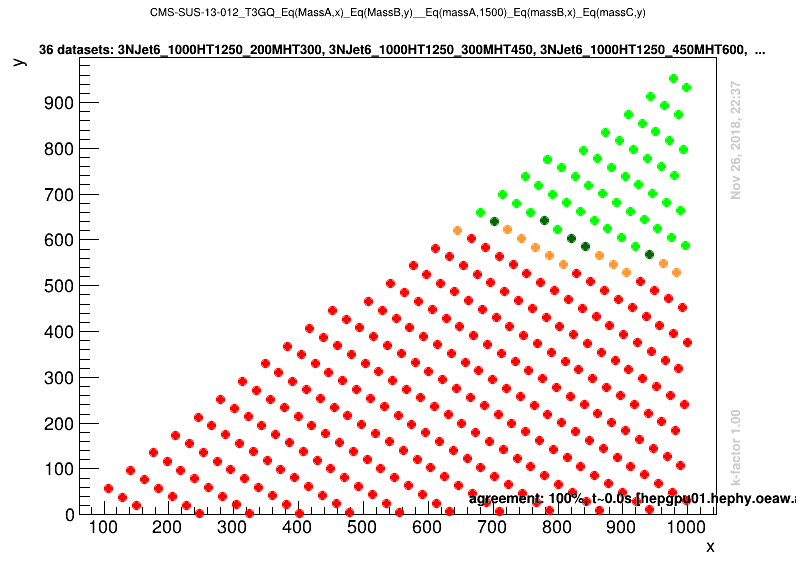 CMS-SUS-13-012_T3GQ_Eq(MassA,x)_Eq(MassB,y)__Eq(massA,1500)_Eq(massB,x)_Eq(massC,y)
36 datasets: 3NJet6_1000HT1250_200MHT300, 3NJet6_1000HT1250_300MHT450, 3NJet6_1000HT1250_450MHT600, ...
y
900
800
700
600
500
400
300
200
100
0
100 200 300 400 500 600 700 800 900 1000
x
Nov 26, 2018, 22:37
k-factor 1.00
agreement: 100%, t~0.0s [hepgpu01.hephy.oeaw.a